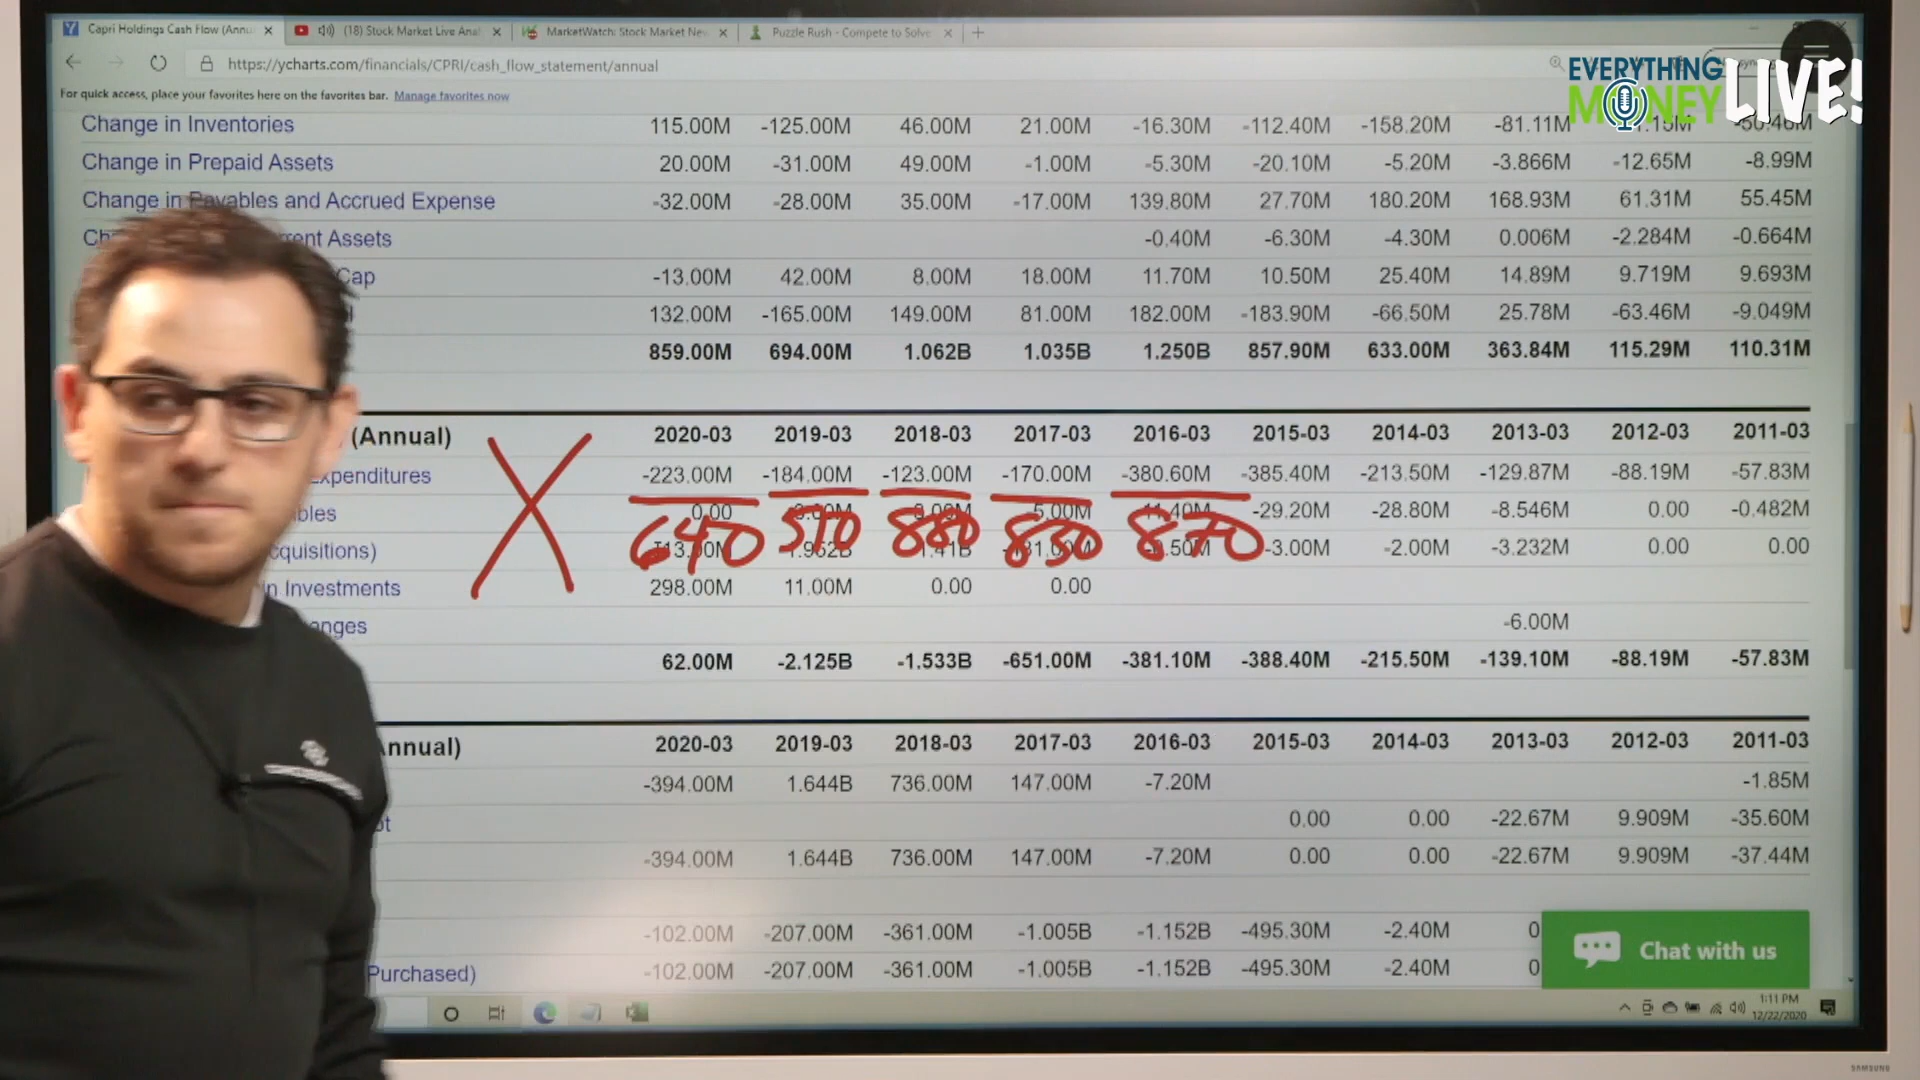 Capri Holdings Cash Flow (Annu
(18) Stock Market Live Anal
MarketWatch: Stock Market New
Puzzle Rush - Compete to Solve
https://ycharts.com/financials/CPRI/cash_flow_statement/annual
For quick access, place your favorites here on the favorites bar. Manage favorites now
EVERYTHING
MONEY LIVE!
Change in Inventories 115.00M -125.00M 46.00M 21.00M -16.30M -112.40M -158.20M -81.11M -50.46M
Change in Prepaid Assets 20.00M -31.00M 49.00M -1.00M -5.30M -20.10M -5.20M -3.866M -12.65M -8.99M
Change in Payables and Accrued Expense -32.00M -28.00M 35.00M -17.00M 139.80M 27.70M 180.20M 168.93M 61.31M 55.45M
Assets -0.40M -6.30M -4.30M 0.006M -2.284M -0.664M
Cap -13.00M 42.00M 8.00M 18.00M 11.70M 10.50M 25.40M 14.89M 9.719M 9.693M
132.00M -165.00M 149.00M 81.00M 182.00M -183.90M -66.50M 25.78M -63.46M -9.049M
859.00M 694.00M 1.062B 1.035B 1.250B 857.90M 633.00M 363.84M 115.29M 110.31M
(Annual) 2020-03 2019-03 2018-03 2017-03 2016-03 2015-03 2014-03 2013-03 2012-03 2011-03
xpenditures -223.00M -184.00M -123.00M -170.00M -380.60M -385.40M -213.50M -129.87M -88.19M -57.83M
bles 0.00 5.00M -29.20M -28.80M -8.546M 0.00 -0.482M
X 640 510 880 830 870
cquisitions) -3.00M -2.00M -3.232M 0.00 0.00
n Investments 298.00M 11.00M 0.00 0.00
anges -6.00M
62.00M -2.125B -1.533B -651.00M -381.10M -388.40M -215.50M -139.10M -88.19M -57.83M
Annual) 2020-03 2019-03 2018-03 2017-03 2016-03 2015-03 2014-03 2013-03 2012-03 2011-03
-394.00M 1.644B 736.00M 147.00M -7.20M -1.85M
bt 0.00 0.00 -22.67M 9.909M -35.60M
-394.00M 1.644B 736.00M 147.00M -7.20M 0.00 0.00 -22.67M 9.909M -37.44M
-102.00M -207.00M -361.00M -1.005B -1.152B -495.30M -2.40M 0
Purchased) -102.00M -207.00M -361.00M -1.005B -1.152B -495.30M -2.40M 0
Chat with us
1:11 PM
12/22/2020
SAMSUNG